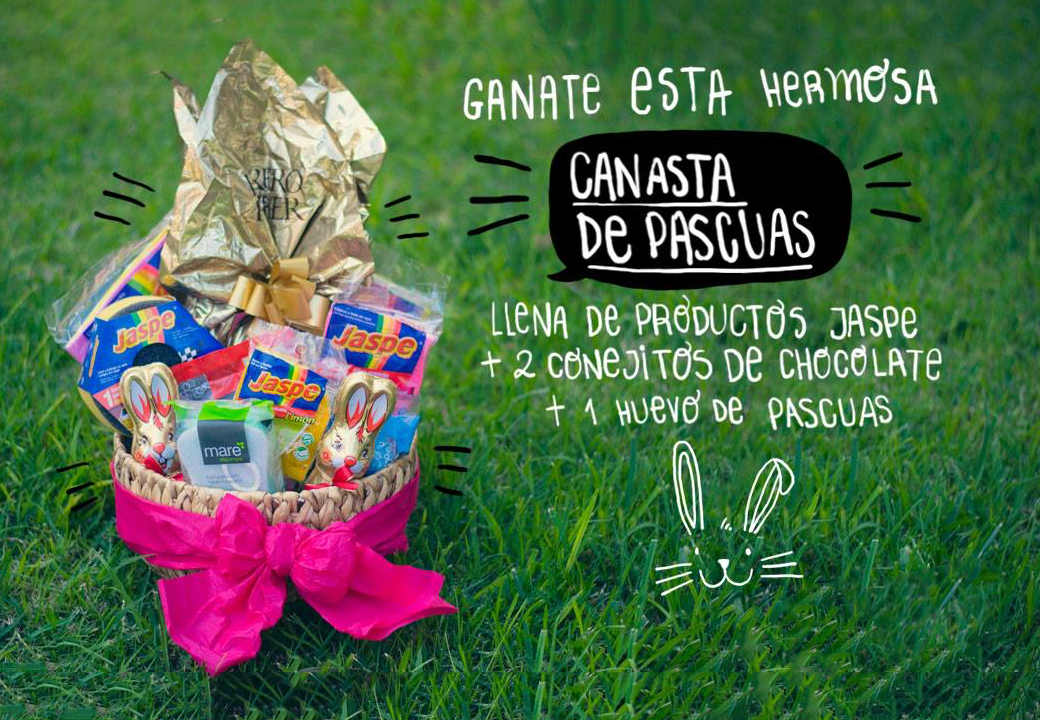 GANATE ESTA HERMOSA
CANASTA
DE PASCUAS
LLENA DE PRODUCTOS JASPE
+ 2 CONEJITOS DE CHOCOLATE
+ 1 HUEVO DE PASCUAS
Jaspe
Jaspe
Jaspe
Limón
mare